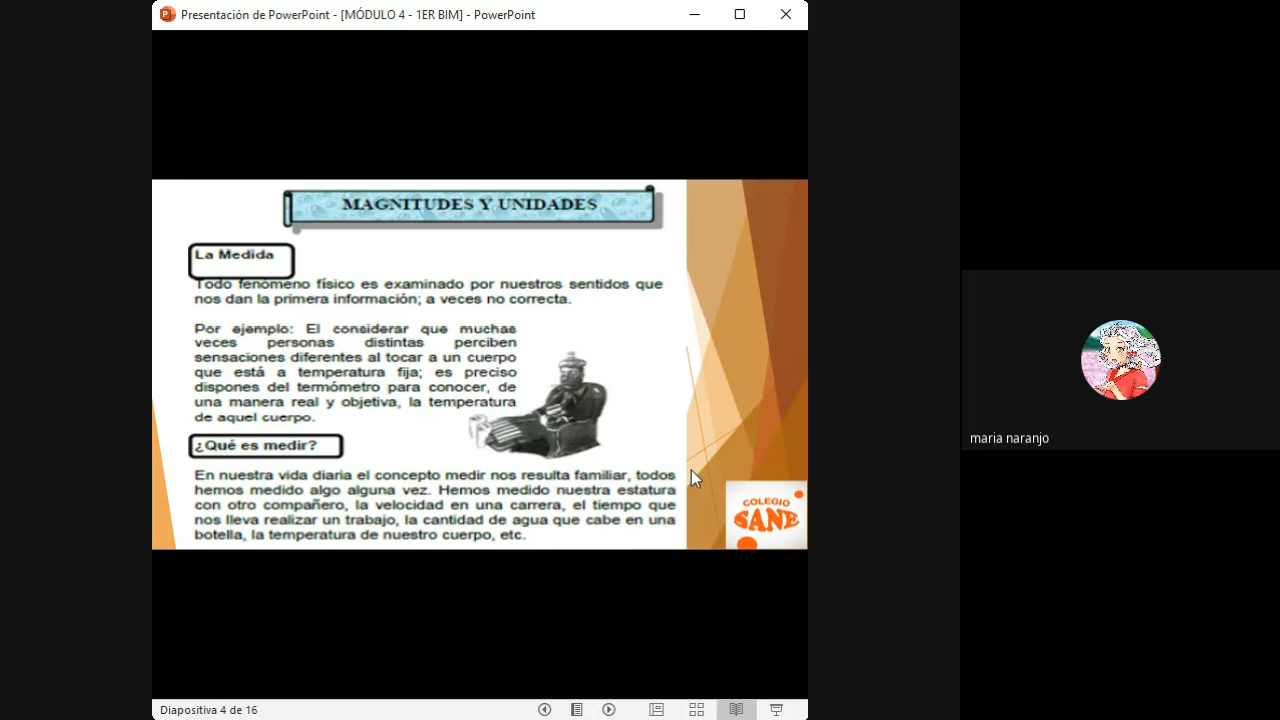 Presentación de PowerPoint - [MÓDULO 4 - 1ER BIM] - PowerPoint
MAGNITUDES Y UNIDADES
La Medida
Todo fenómeno físico es examinado por nuestros sentidos que
nos dan la primera información; a veces no correcta.
Por ejemplo: El considerar que muchas
veces personas distintas perciben
sensaciones diferentes al tocar a un cuerpo
que está a temperatura fija; es preciso
dispones del termómetro para conocer, de
una manera real y objetiva, la temperatura
de aquel cuerpo.
¿Qué es medir?
En nuestra vida diaria el concepto medir nos resulta familiar, todos
hemos medido algo alguna vez. Hemos medido nuestra estatura
con otro compañero, la velocidad en una carrera, el tiempo que
nos lleva realizar un trabajo, la cantidad de agua que cabe en una
botella, la temperatura de nuestro cuerpo, etc.
COLEGIO
SANE
maria naranjo
Diapositiva 4 de 16